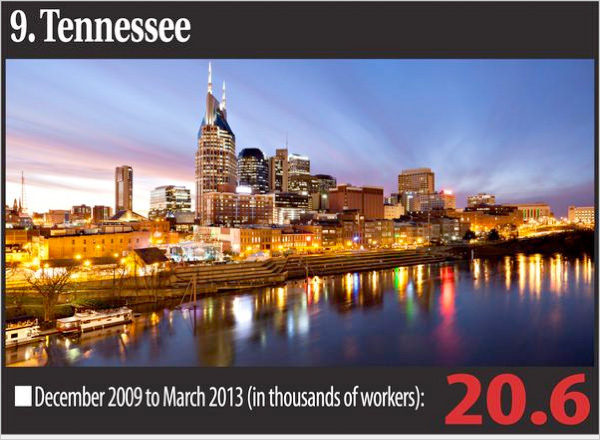 9. Tennessee
December 2009 to March 2013 (in thousands of workers): 20.6